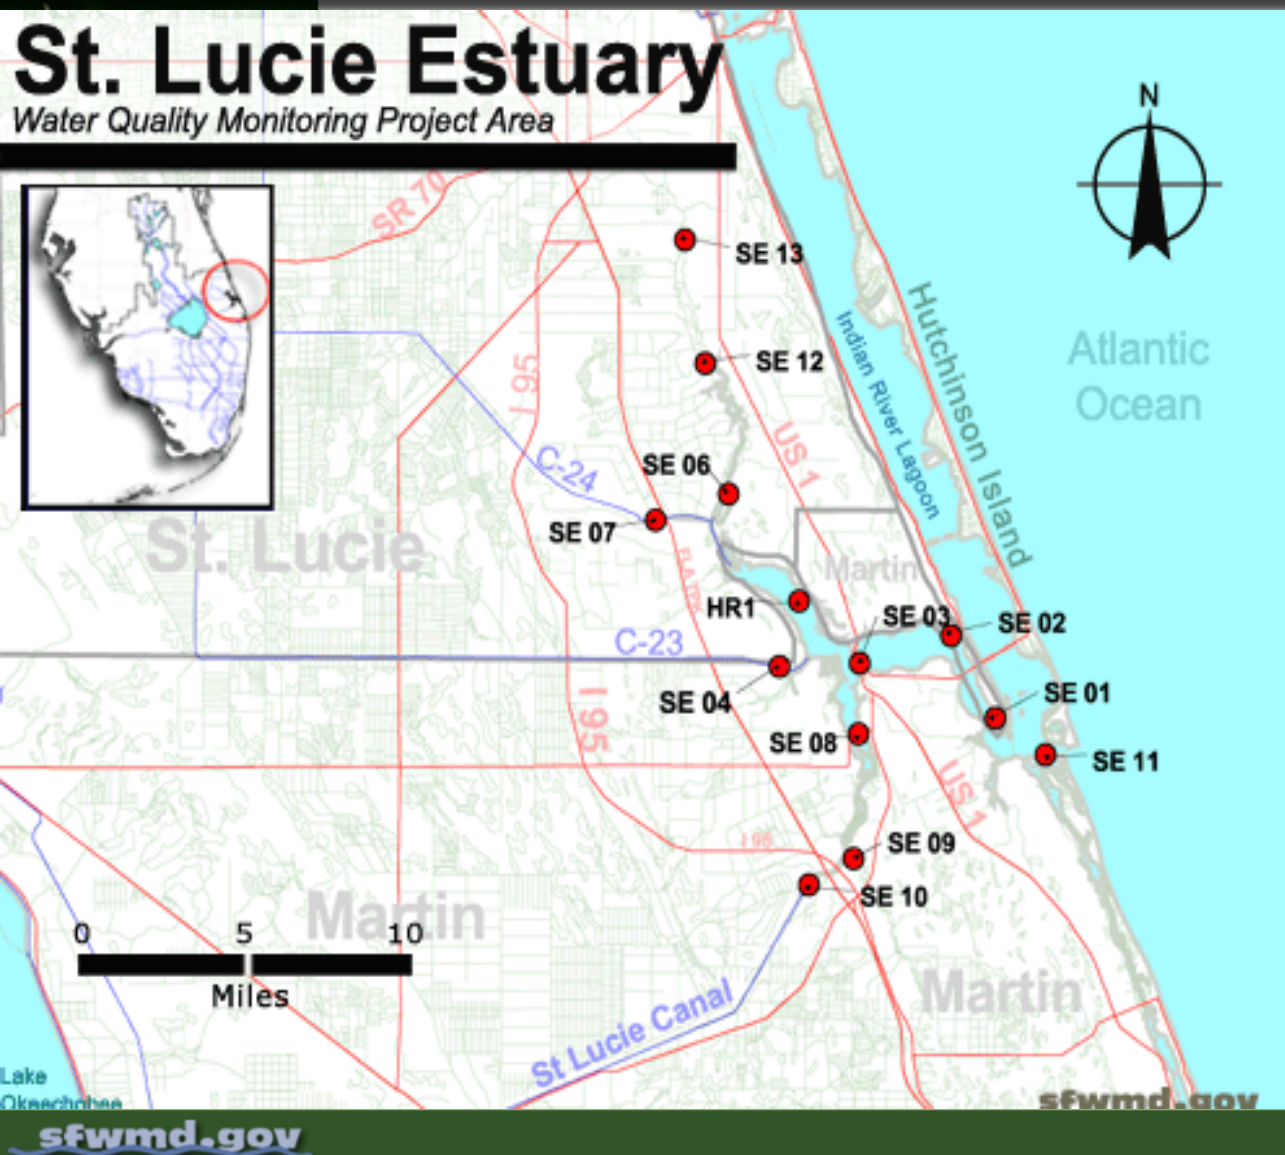 St. Lucie Estuary
Water Quality Monitoring Project Area
N
SR 70
SE 13
Hutchinson Island
Indian River Lagoon
Atlantic
Ocean
SE 12
I 95
US 1
C-24
SE 06
SE 07
St. Lucie
Martin
HR1
SE 03
SE 02
C-23
SE 04
SE 01
I 95
SE 08
SE 11
US 1
I 95
SE 09
SE 10
Martin
0 5 10
Miles
Martin
St Lucie Canal
Lake
Okeechobee
sfwmd.gov
sfwmd.gov